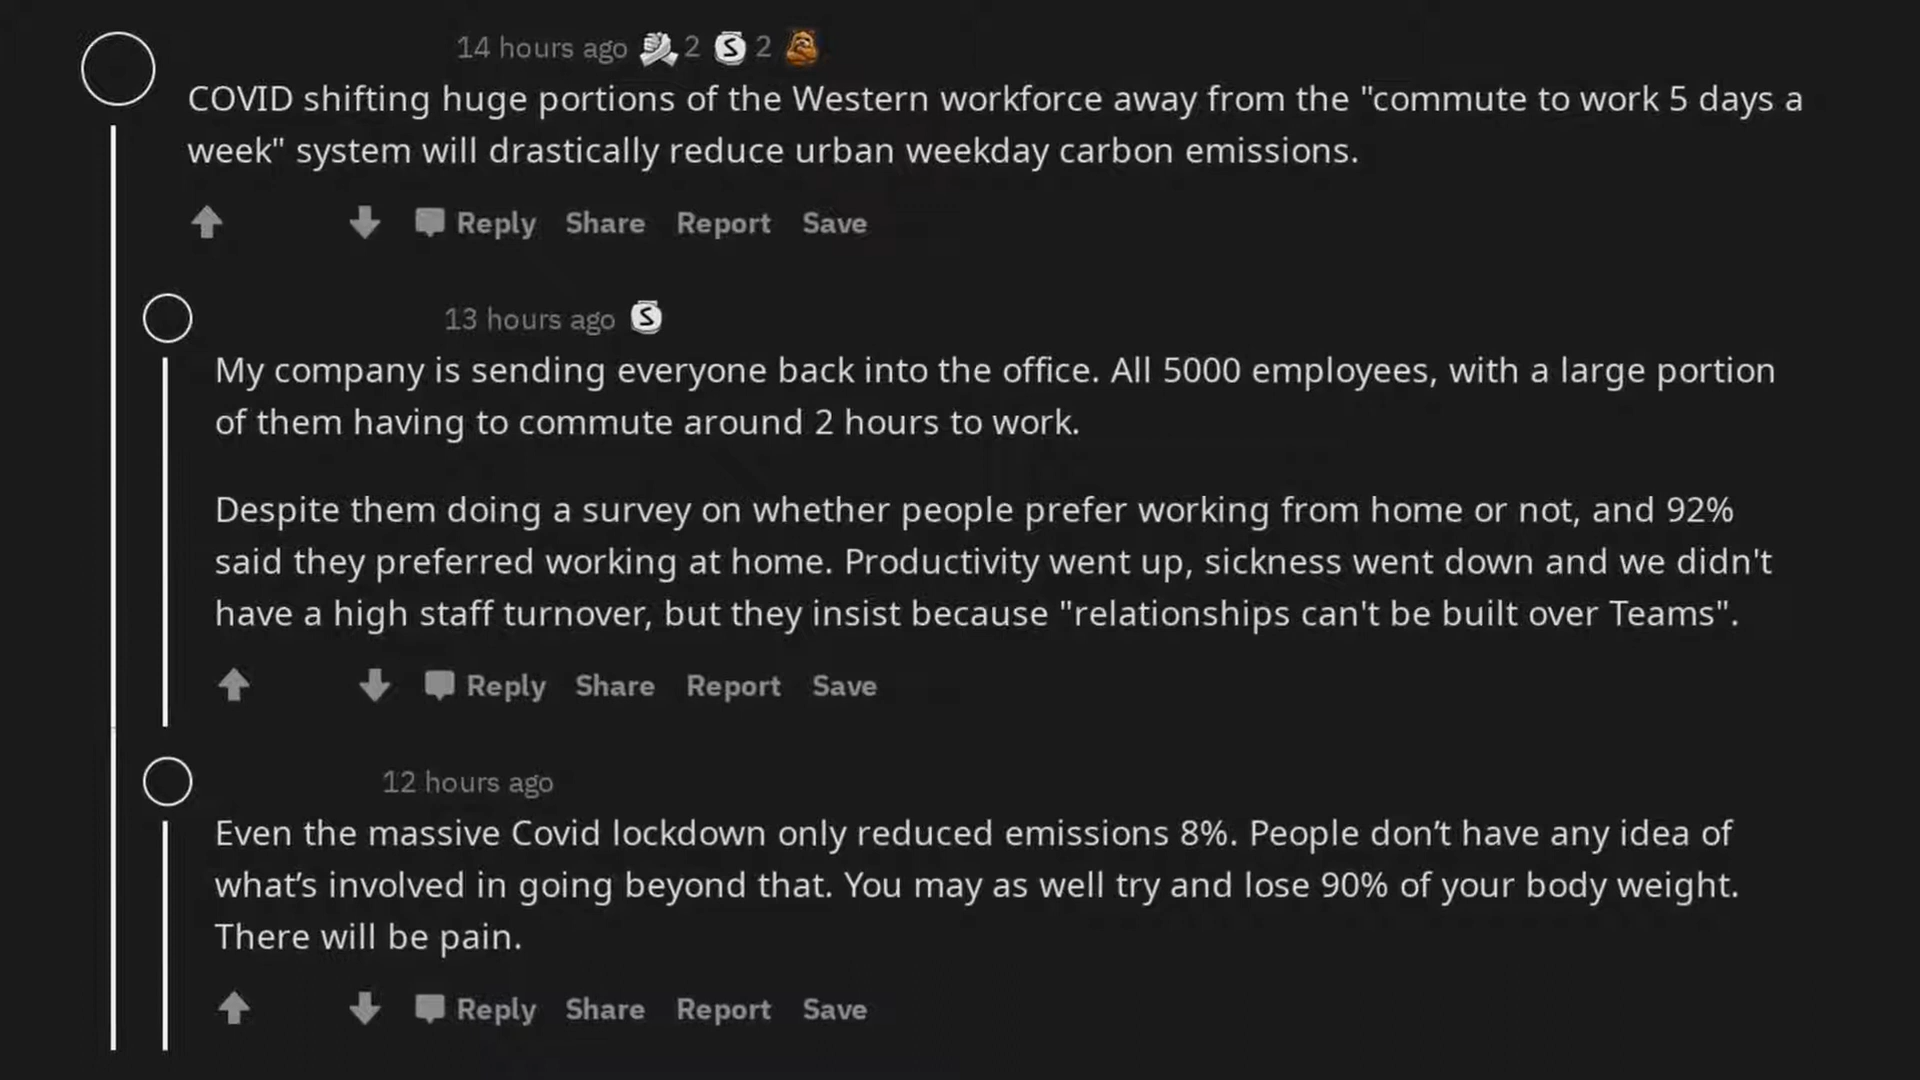 14 hours ago 2 S 2
COVID shifting huge portions of the Western workforce away from the "commute to work 5 days a
week" system will drastically reduce urban weekday carbon emissions.
Reply Share Report Save
13 hours ago S
My company is sending everyone back into the office. All 5000 employees, with a large portion
of them having to commute around 2 hours to work.
Despite them doing a survey on whether people prefer working from home or not, and 92%
said they preferred working at home. Productivity went up, sickness went down and we didn't
have a high staff turnover, but they insist because "relationships can't be built over Teams".
Reply Share Report Save
12 hours ago
Even the massive Covid lockdown only reduced emissions 8%. People don’t have any idea of
what’s involved in going beyond that. You may as well try and lose 90% of your body weight.
There will be pain.
Reply Share Report Save